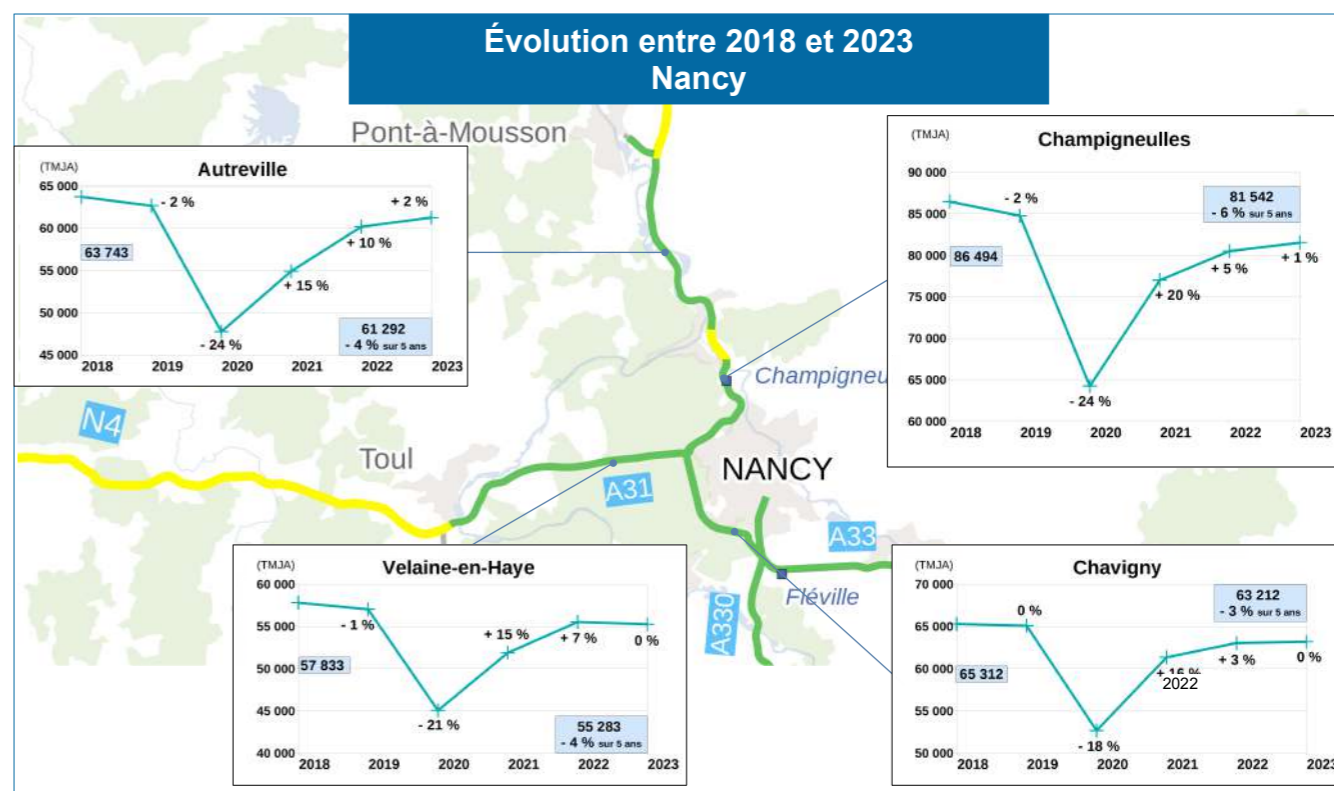 Évolution entre 2018 et 2023
Nancy
Pont-à-Mousson
(TMJA)
Autreville
65 000
60 000
55 000
50 000
45 000
- 2 %
- 24 %
+ 15 %
+ 10 %
+ 2 %
63 743
61 292
- 4 % sur 5 ans
2018 2019 2020 2021 2022 2023
(TMJA)
Champigneulles
90 000
85 000
80 000
75 000
70 000
65 000
60 000
- 2 %
- 24 %
+ 20 %
+ 5 %
+ 1 %
86 494
81 542
- 6 % sur 5 ans
2018 2019 2020 2021 2022 2023
Champigneu
N4
Toul
NANCY
A31
A33
Fléville
A330
(TMJA)
Velaine-en-Haye
60 000
55 000
50 000
45 000
40 000
- 1 %
- 21 %
+ 15 %
+ 7 %
0 %
57 833
55 283
- 4 % sur 5 ans
2018 2019 2020 2021 2022 2023
(TMJA)
Chavigny
70 000
65 000
60 000
55 000
50 000
0 %
- 18 %
+ 16 %
2022
+ 3 %
0 %
65 312
63 212
- 3 % sur 5 ans
2018 2019 2020 2021 2022 2023